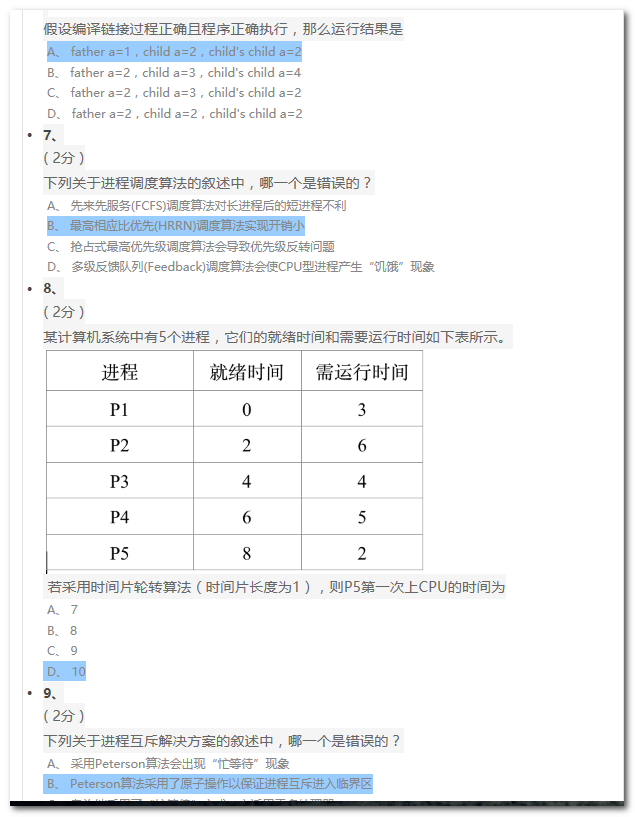 假设编译链接过程正确且程序正确执行，那么运行结果是
A、 father a=1，child a=2，child's child a=2
B、 father a=2，child a=3，child's child a=4
C、 father a=2，child a=3，child's child a=2
D、 father a=2，child a=2，child's child a=2
• 7、
( 2分 )
下列关于进程调度算法的叙述中，哪一个是错误的？
A、 先来先服务(FCFS)调度算法对长进程后的短进程不利
B、 最高相应比优先(HRRN)调度算法实现开销小
C、 抢占式最高优先级调度算法会导致优先级反转问题
D、 多级反馈队列(Feedback)调度算法会使CPU型进程产生“饥饿”现象
• 8、
( 2分 )
某计算机系统中有5个进程，它们的就绪时间和需要运行时间如下表所示。
进程 就绪时间 需运行时间
P1 0 3
P2 2 6
P3 4 4
P4 6 5
P5 8 2
若采用时间片轮转算法（时间片长度为1），则P5第一次上CPU的时间为
A、 7
B、 8
C、 9
D、 10
• 9、
( 2分 )
下列关于进程互斥解决方案的叙述中，哪一个是错误的？
A、 采用Peterson算法会出现“忙等待”现象
B、 Peterson算法采用了原子操作以保证进程互斥进入临界区